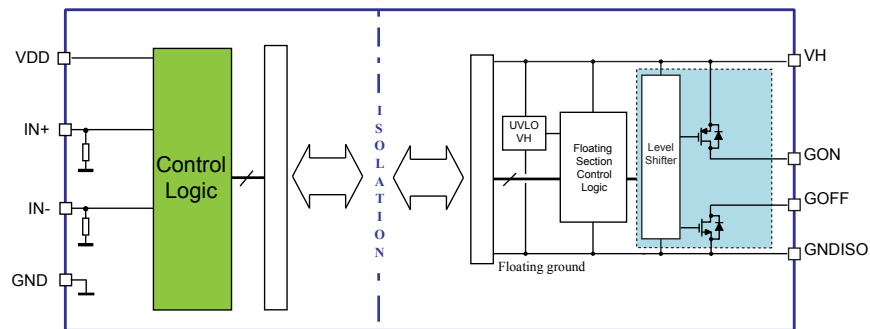 VDD
IN+
IN-
GND
Control
Logic
ISOLATION
UVLO
VH
Floating
Section
Control
Logic
Level
Shifter
Floating ground
VH
GON
GOFF
GNDISO